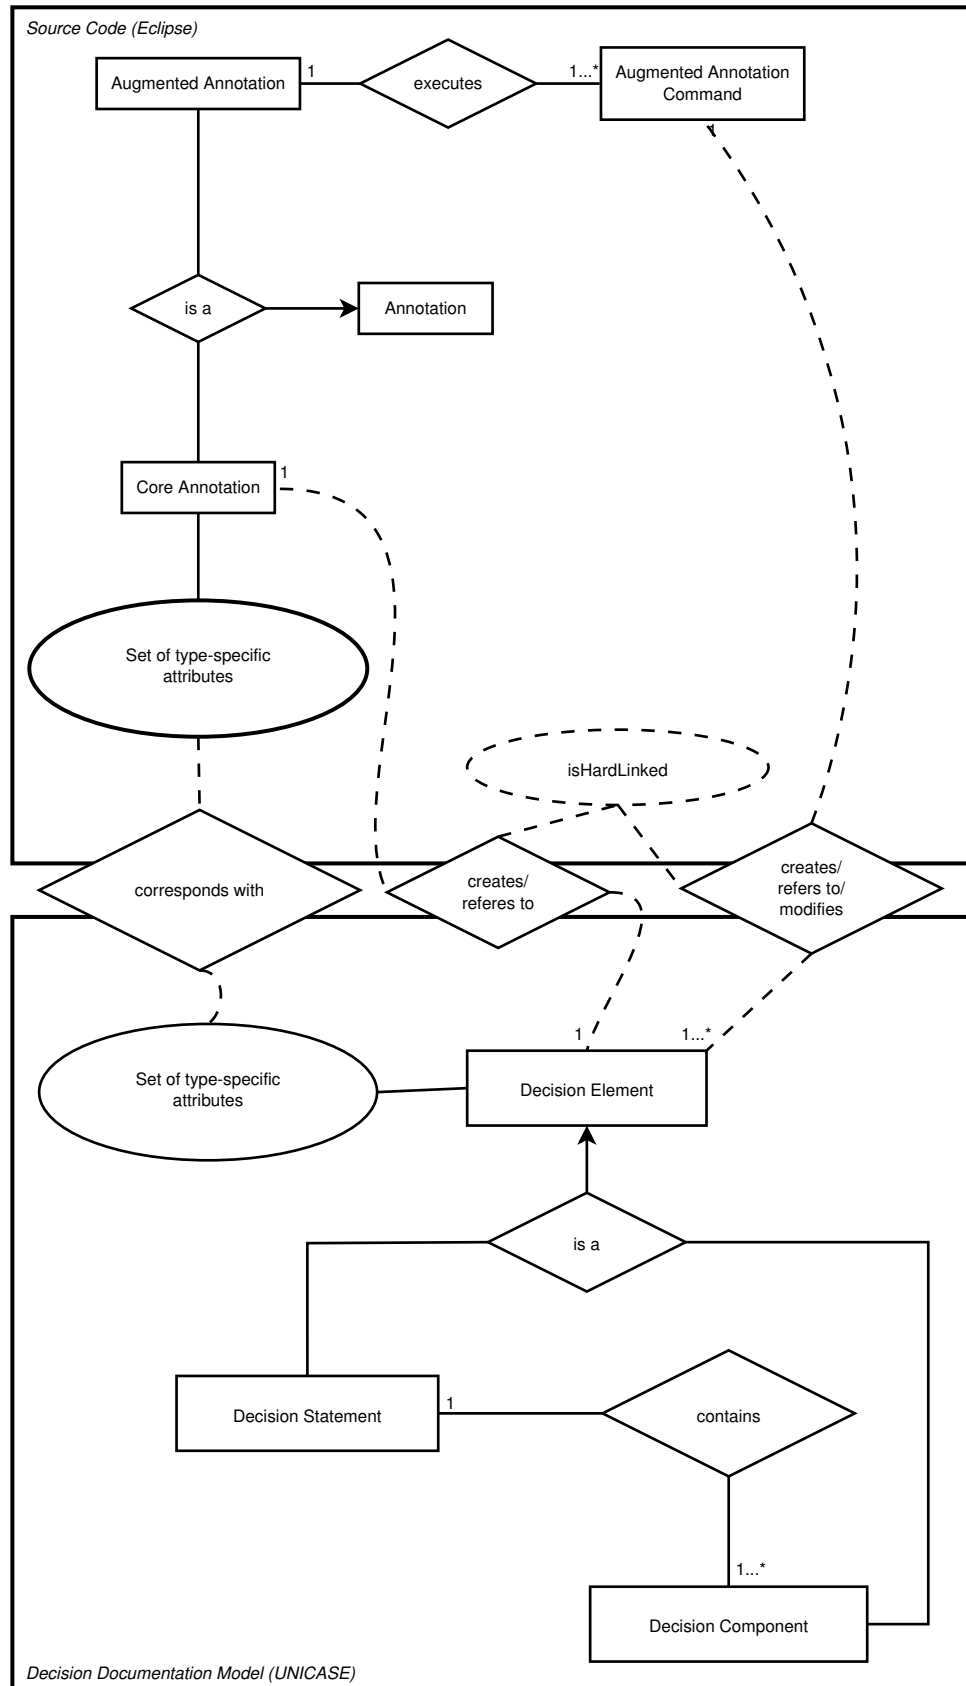 Source Code (Eclipse)
Augmented Annotation
1
executes
1...*
Augmented Annotation
Command
1
is a
Annotation
Core Annotation
1
Set of type-specific
attributes
isHardLinked
corresponds with
creates/
referes to
creates/
refers to/
modifies
1
1...*
Set of type-specific
attributes
Decision Element
is a
Decision Statement
1
contains
1...*
Decision Component
Decision Documentation Model (UNICASE)